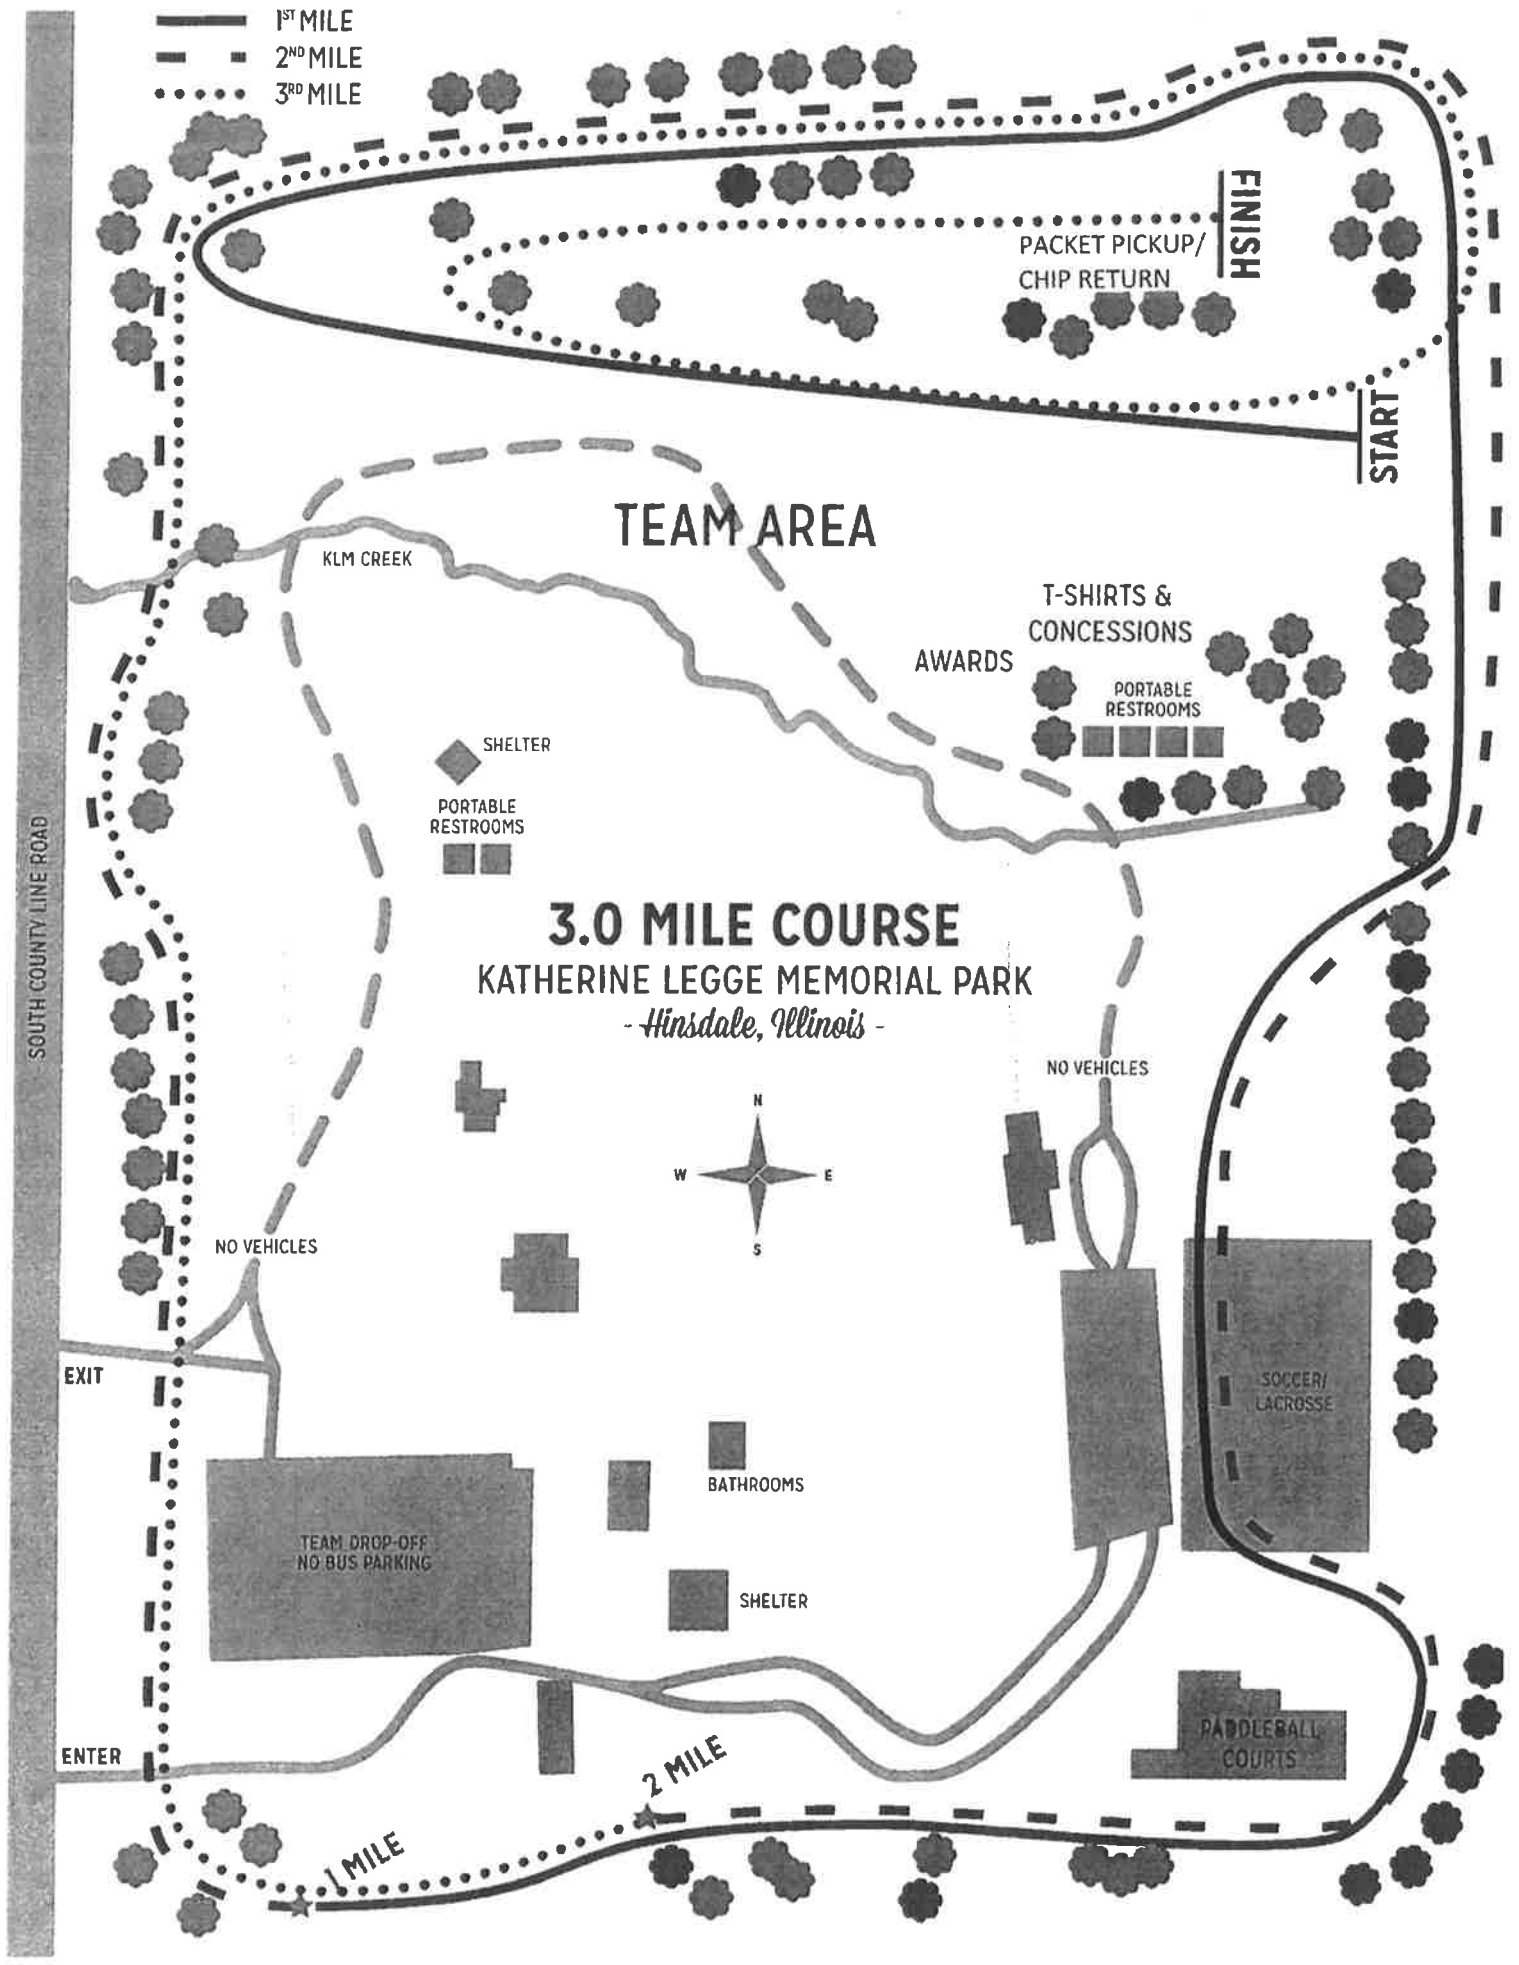 1ST MILE
2ND MILE
3RD MILE
FINISH
PACKET PICKUP/
CHIP RETURN
START
TEAM AREA
KLM CREEK
T-SHIRTS &
CONCESSIONS
AWARDS
PORTABLE
RESTROOMS
SHELTER
PORTABLE
RESTROOMS
SOUTH COUNTY LINE ROAD
3.0 MILE COURSE
KATHERINE LEGGE MEMORIAL PARK
- Hinsdale, Illinois -
NO VEHICLES
N
W E
S
NO VEHICLES
EXIT
SOCCER/
LACROSSE
BATHROOMS
TEAM DROP-OFF
NO BUS PARKING
SHELTER
ENTER
PADDLEBALL
COURTS
2 MILE
1 MILE